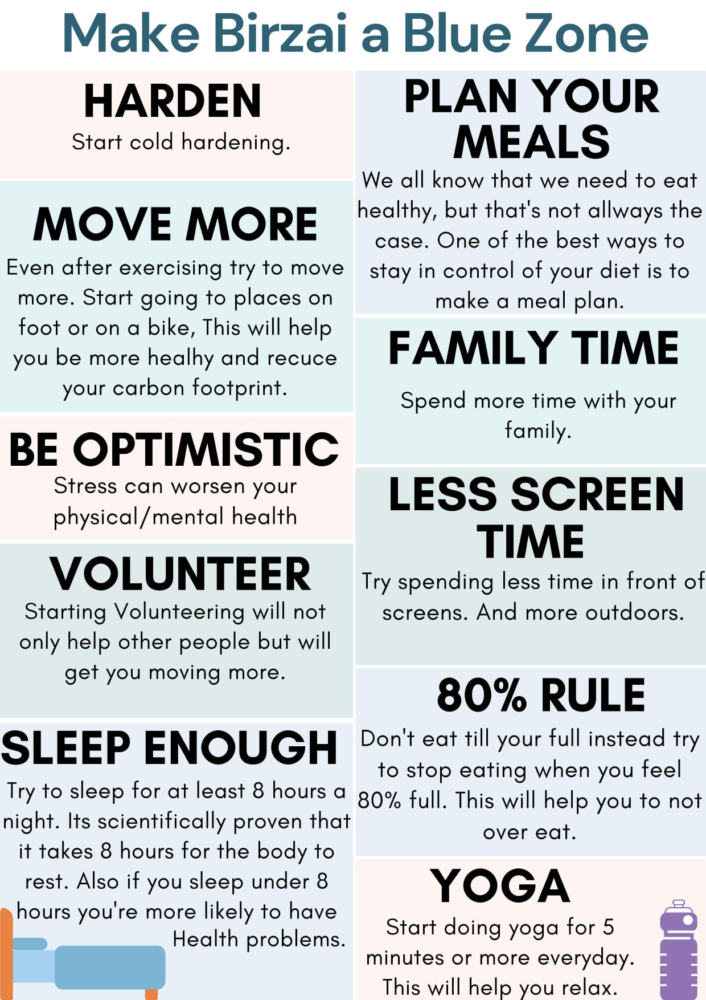 Make Birzai a Blue Zone
HARDEN
Start cold hardening.
MOVE MORE
Even after exercising try to move
more. Start going to places on
foot or on a bike, This will help
you be more healhy and recuce
your carbon footprint.
BE OPTIMISTIC
Stress can worsen your
physical/mental health
VOLUNTEER
Starting Volunteering will not
only help other people but will
get you moving more.
SLEEP ENOUGH
Try to sleep for at least 8 hours a
night. Its scientifically proven that
it takes 8 hours for the body to
rest. Also if you sleep under 8
hours you're more likely to have
Health problems.
PLAN YOUR
MEALS
We all know that we need to eat
healthy, but that's not allways the
case. One of the best ways to
stay in control of your diet is to
make a meal plan.
FAMILY TIME
Spend more time with your
family.
LESS SCREEN
TIME
Try spending less time in front of
screens. And more outdoors.
80% RULE
Don't eat till your full instead try
to stop eating when you feel
80% full. This will help you to not
over eat.
YOGA
Start doing yoga for 5
minutes or more everyday.
This will help you relax.